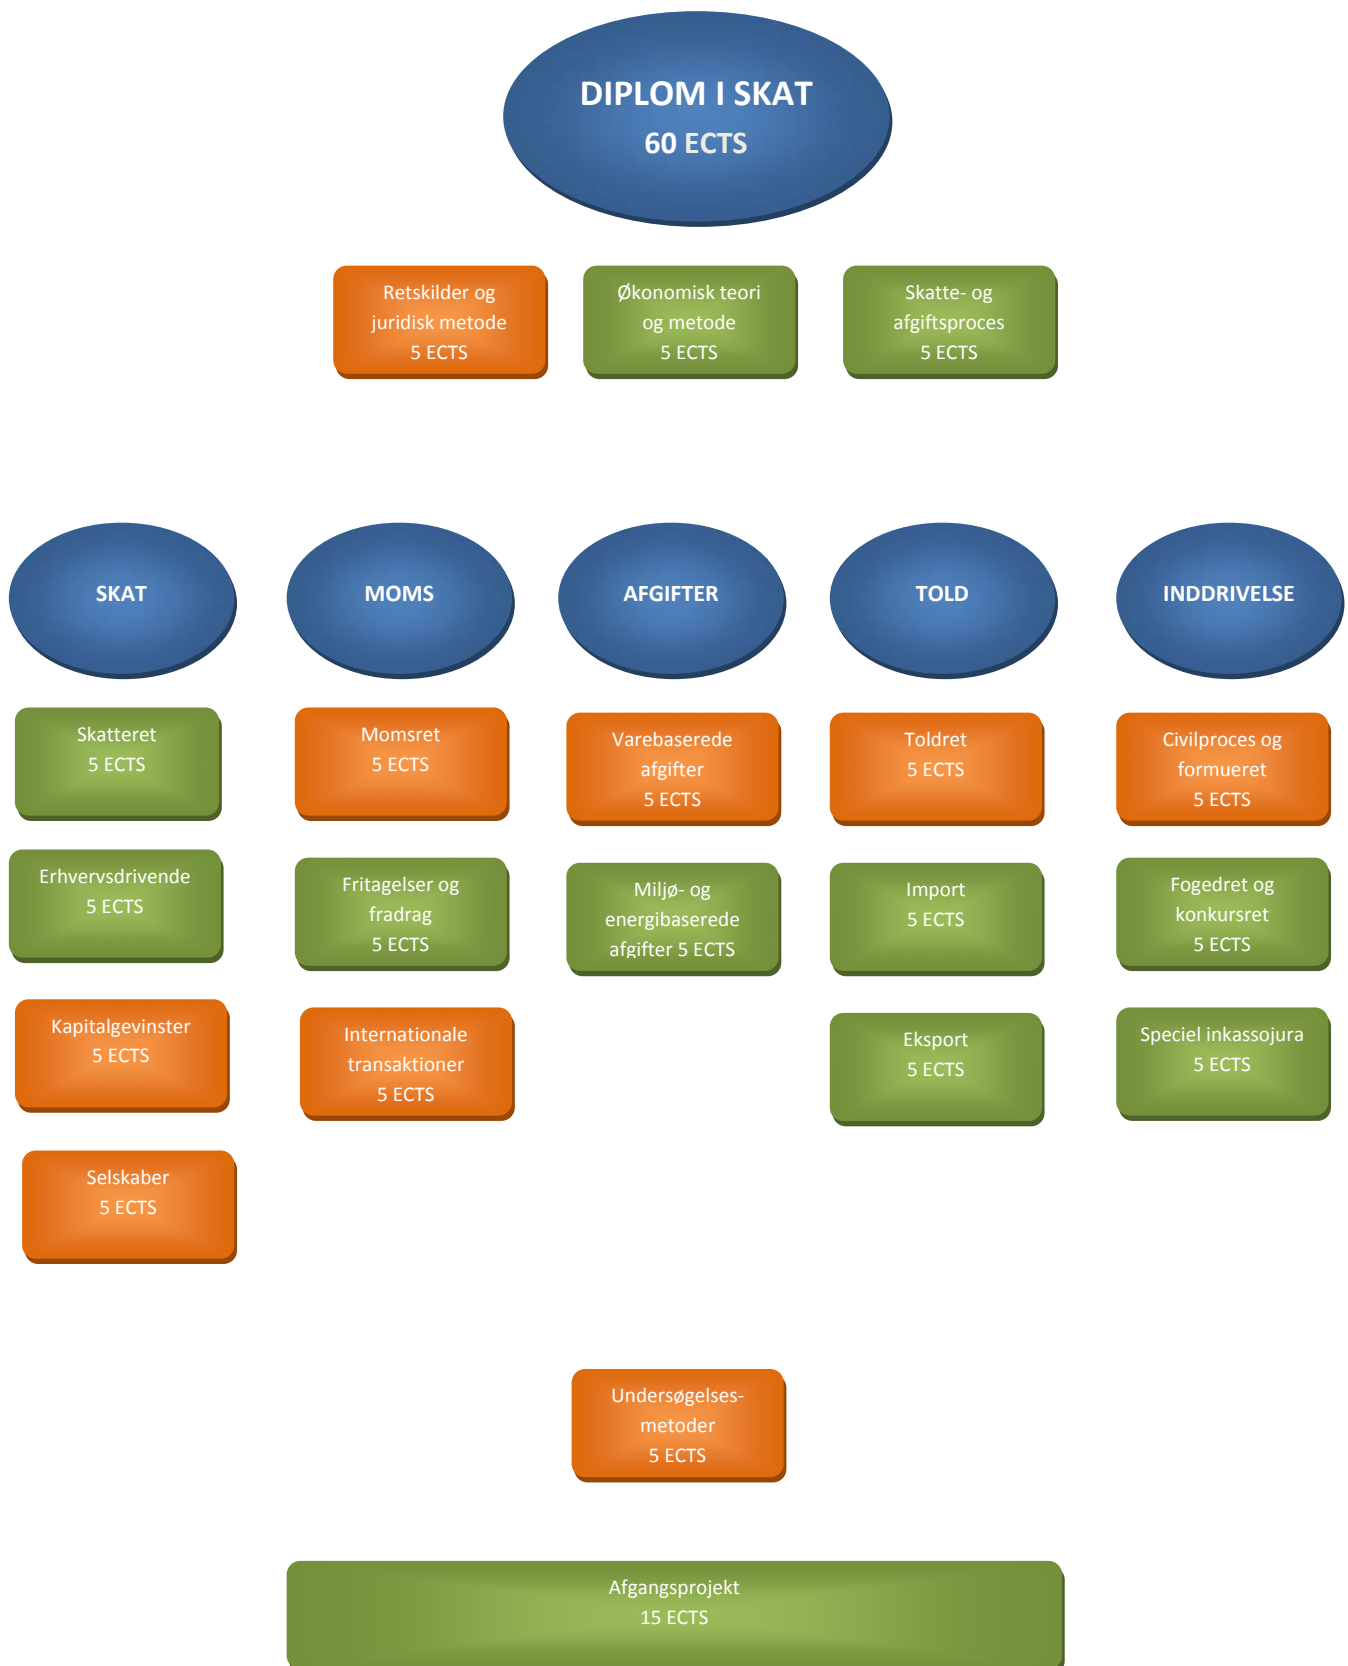 DIPLOM I SKAT
60 ECTS
Retskilder og
juridisk metode
5 ECTS
Økonomisk teori
og metode
5 ECTS
Skatte- og
afgiftsproces
5 ECTS
SKAT
MOMS
AFGIFTER
TOLD
INDDRIVELSE
Skatteret
5 ECTS
Momsret
5 ECTS
Varebaserede
afgifter
5 ECTS
Toldret
5 ECTS
Civilproces og
formueret
5 ECTS
Erhvervsdrivende
5 ECTS
Fritagelser og
fradrag
5 ECTS
Miljø- og
energibaserede
afgifter 5 ECTS
Import
5 ECTS
Fogedret og
konkursret
5 ECTS
Kapitalgevinster
5 ECTS
Internationale
transaktioner
5 ECTS
Eksport
5 ECTS
Speciel inkassojura
5 ECTS
Selskaber
5 ECTS
Undersøgelses-
metoder
5 ECTS
Afgangsprojekt
15 ECTS